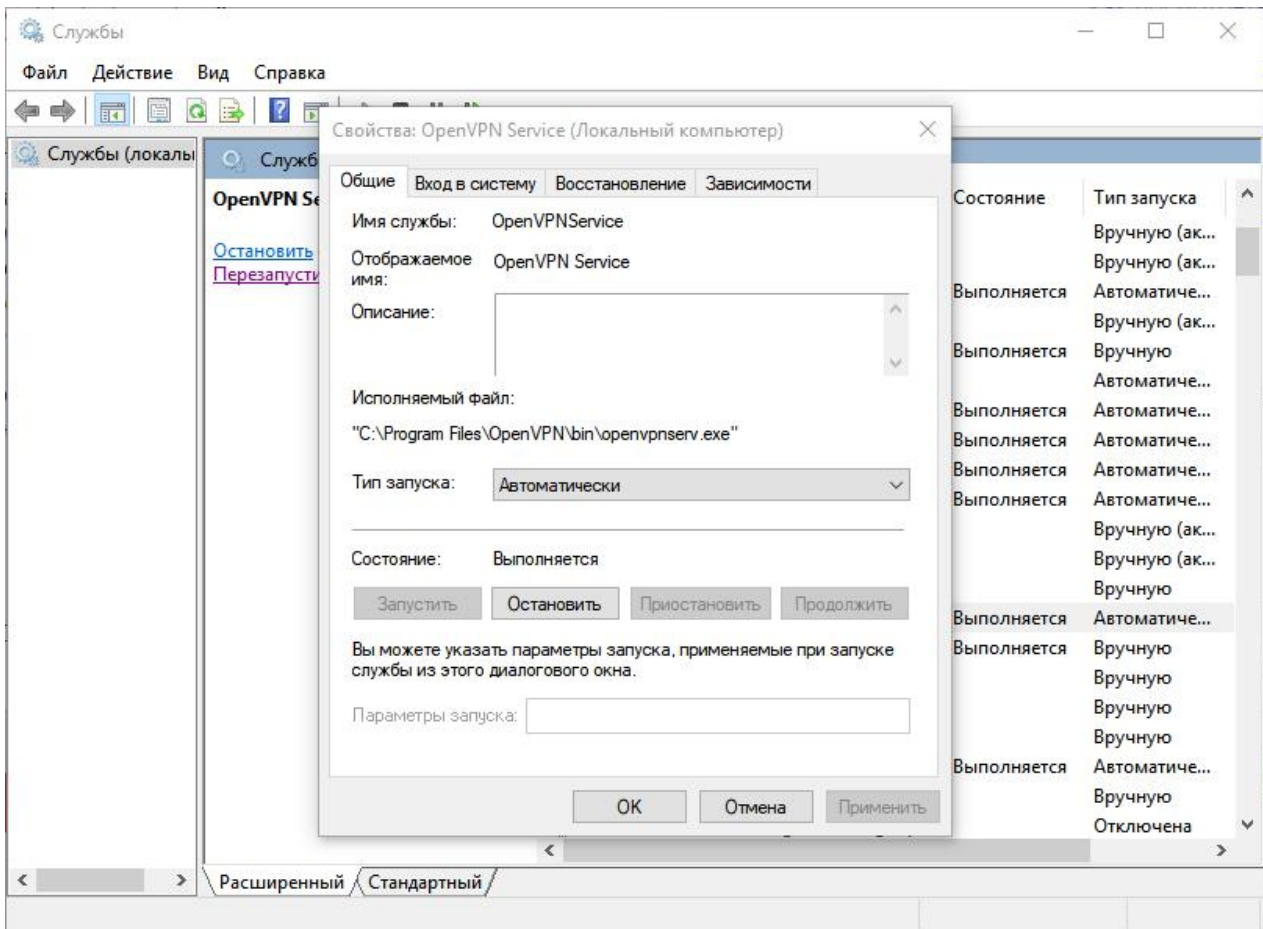 Службы
Файл Действие Вид Справка
Свойства: OpenVPN Service (Локальный компьютер)
Службы (локалы
Служб
OpenVPN Se
Остановить
Перезапусти
Общие Вход в систему Восстановление Зависимости
Имя службы: OpenVPNService
Отображаемое имя: OpenVPN Service
Описание:
Исполняемый файл:
"C:\Program Files\OpenVPN\bin\openvpnserv.exe"
Тип запуска: Автоматически
Состояние: Выполняется
Запустить Остановить Приостановить Продолжить
Вы можете указать параметры запуска, применяемые при запуске
службы из этого диалогового окна.
Параметры запуска:
OK Отмена Применить
Состояние Тип запуска
Вручную (ак...
Вручную (ак...
Выполняется Автоматиче...
Вручную (ак...
Выполняется Вручную
Автоматиче...
Выполняется Автоматиче...
Выполняется Автоматиче...
Выполняется Автоматиче...
Выполняется Автоматиче...
Вручную (ак...
Вручную (ак...
Вручную
Выполняется Автоматиче...
Выполняется Вручную
Вручную
Вручную
Вручную
Выполняется Автоматиче...
Вручную
Отключена
Расширенный Стандартный